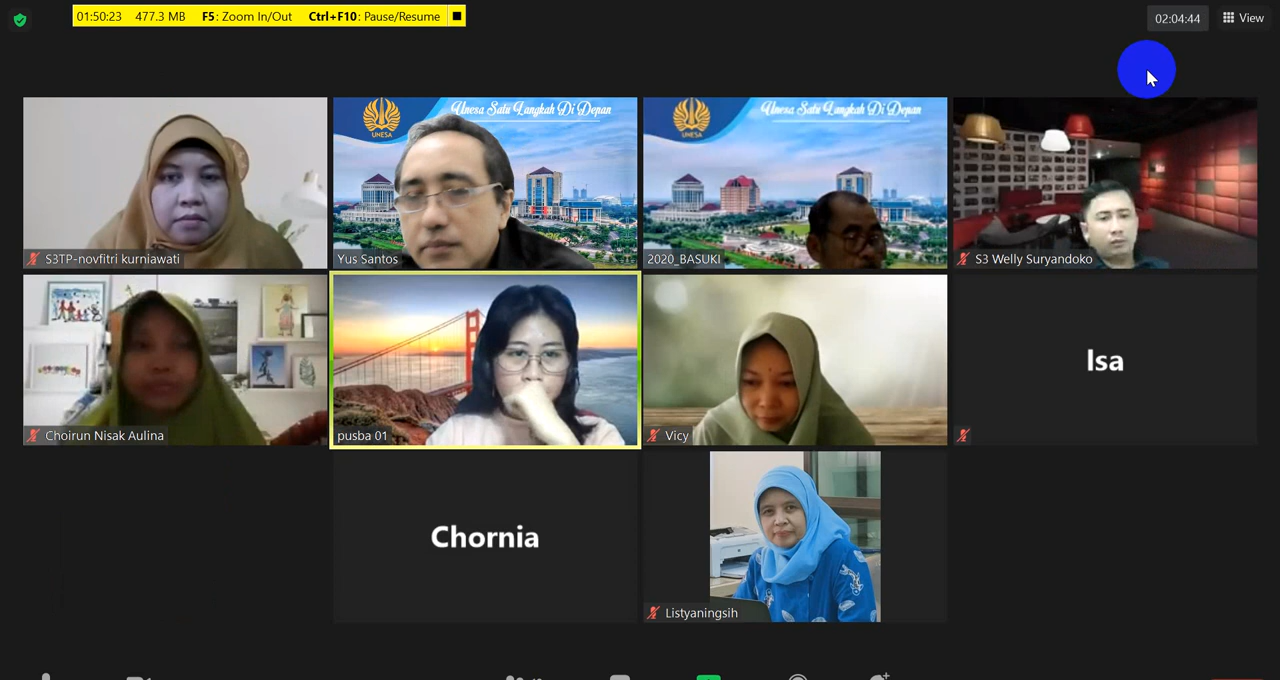 01:50:23 477.3 MB F5: Zoom In/Out Ctrl+F10: Pause/Resume
02:04:44 View
Unesa Satu Langkah Di Depan
UNESA
Unesa Satu Langkah Di Depan
UNESA
S3TP-novfitri kurniawati
Yus Santos
2020_BASUKI
S3 Welly Suryandoko
Choirun Nisak Aulina
pusba 01
Vicy
Isa
Chornia
Listyaningsih